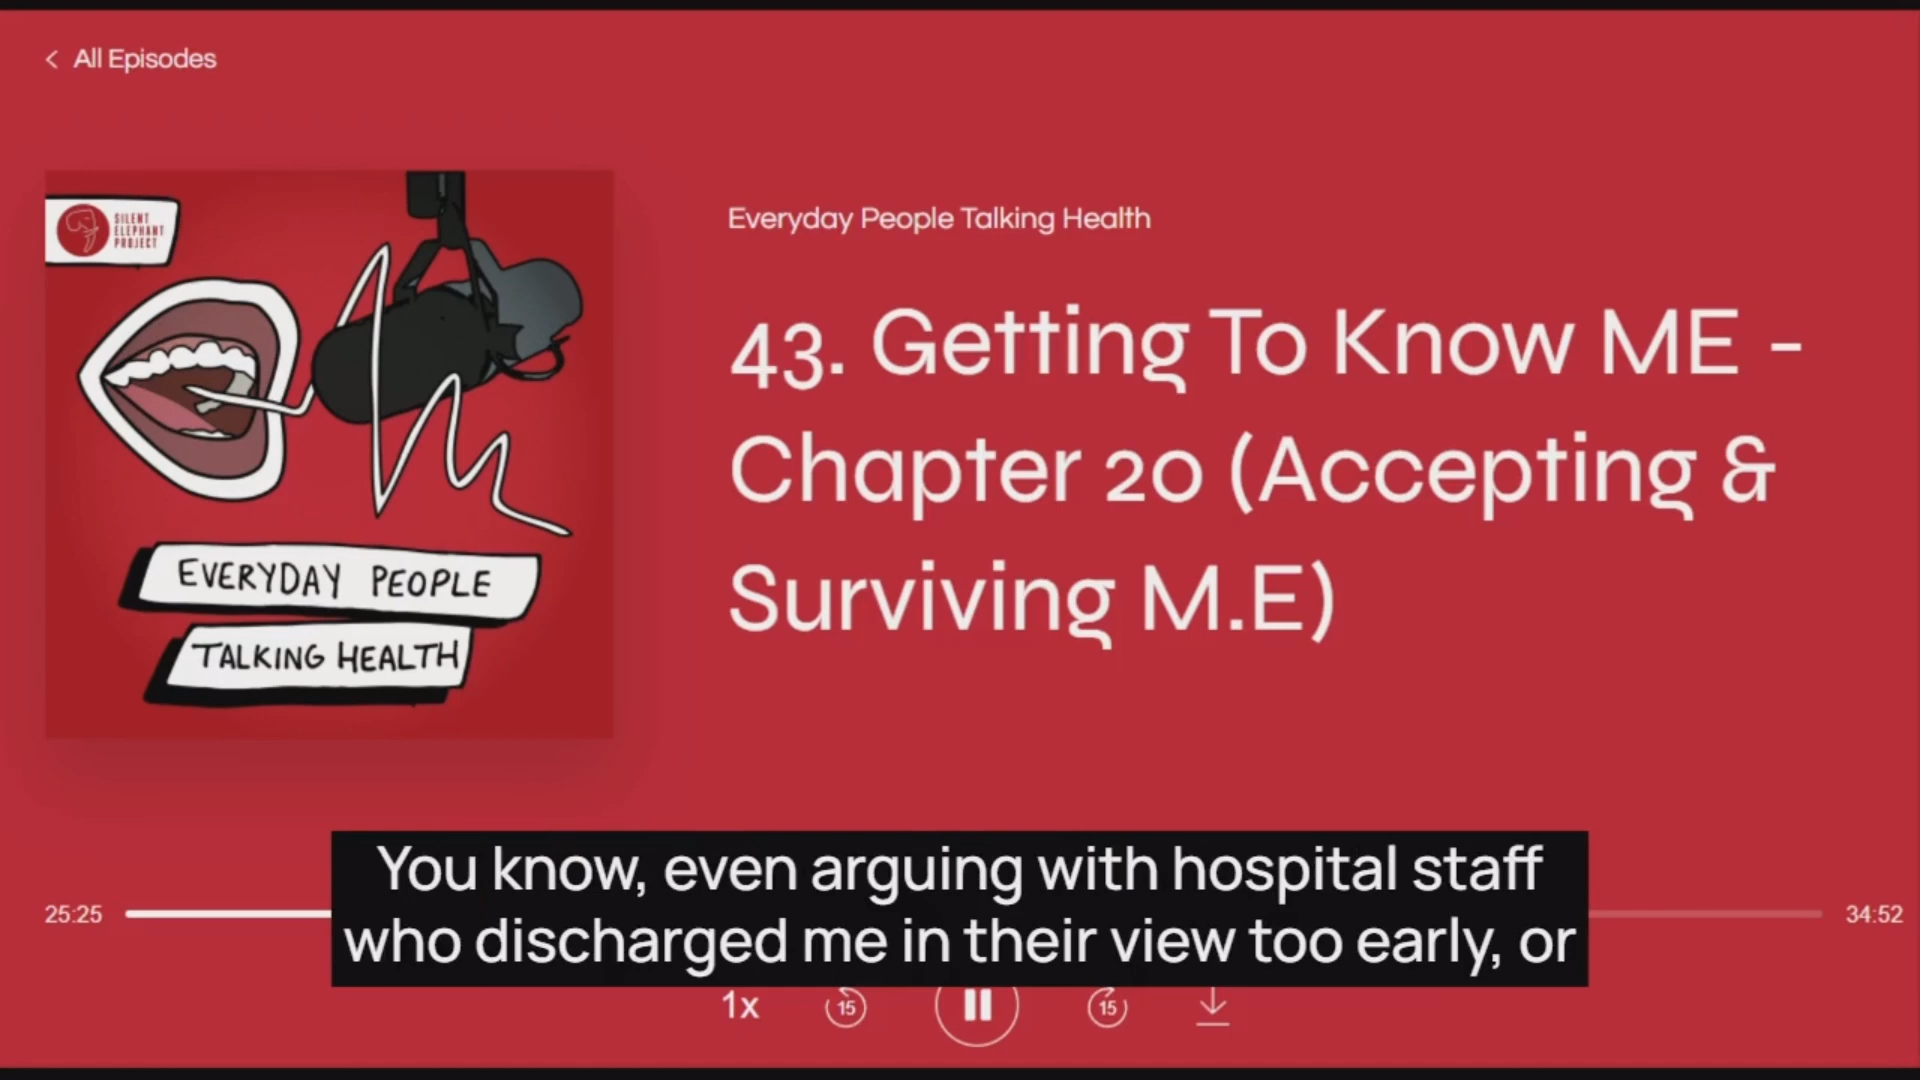 All Episodes
SILENT
ELEPHANT
PROJECT
EVERYDAY PEOPLE
TALKING HEALTH
Everyday People Talking Health
43. Getting To Know ME -
Chapter 20 (Accepting &
Surviving M.E)
You know, even arguing with hospital staff
who discharged me in their view too early, or
25:25
34:52
1x
15
15